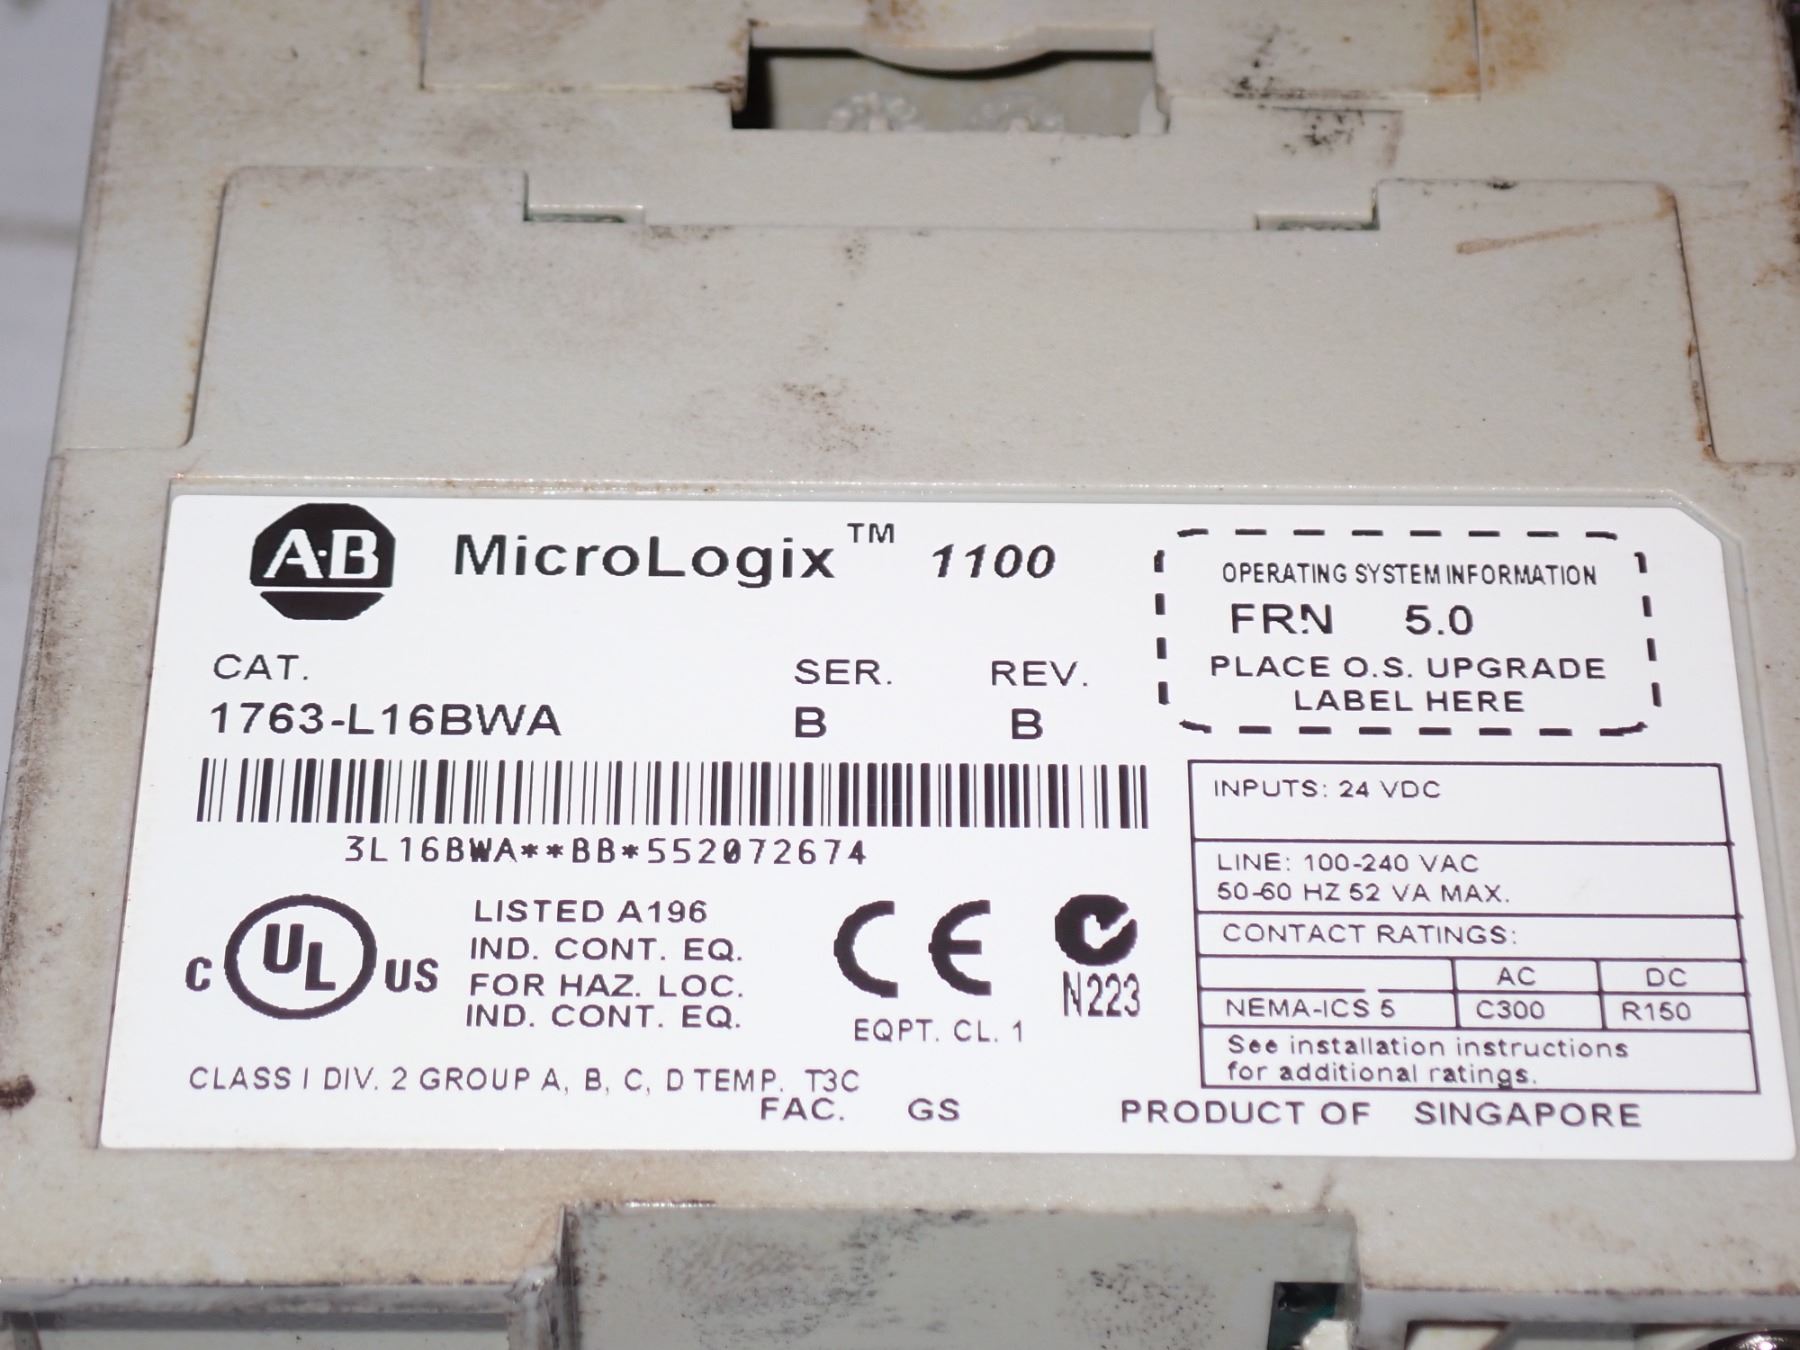 A·B MicroLogix™ 1100
CAT. SER. REV.
1763-L16BWA B B
3L16BWA**BB*552072674
C UL US
LISTED A196
IND. CONT. EQ.
FOR HAZ. LOC.
IND. CONT. EQ.
CE
EQPT. CL. 1
N223
CLASS I DIV. 2 GROUP A, B, C, D TEMP. T3C
FAC. GS
OPERATING SYSTEM INFORMATION
FRN 5.0
PLACE O.S. UPGRADE
LABEL HERE
INPUTS: 24 VDC
LINE: 100-240 VAC
50-60 HZ 52 VA MAX.
CONTACT RATINGS:
AC DC
NEMA-ICS 5 C300 R150
See installation instructions
for additional ratings.
PRODUCT OF SINGAPORE